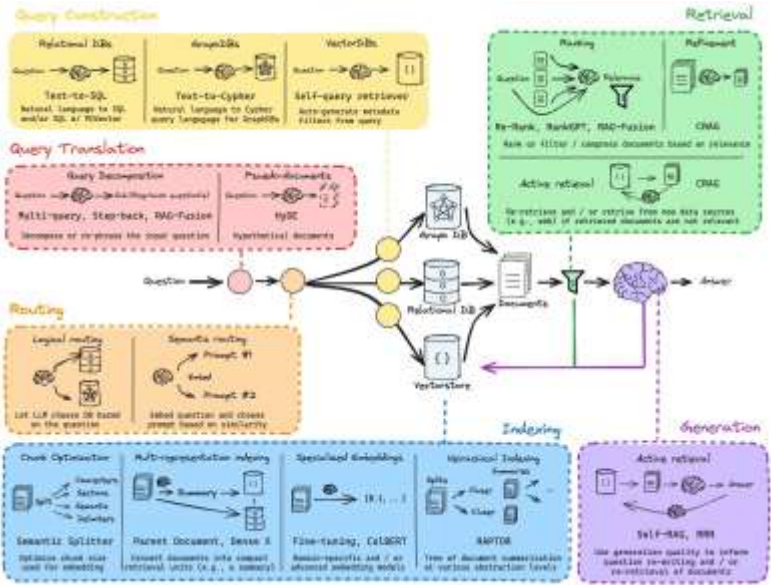 Query Construction
Relational DBs
GraphDBs
VectorDBs
Question
Question
Question
Text-to-SQL
Text-to-Cypher
Self-query retriever
Natural language to SQL
and/or SQL w/ PGVector
Natural language to Cypher
query language for GraphDBs
Auto-generate metadata
filters from query
Retrieval
Ranking
Refinement
Question
Relevance
Re-Rank, RankGPT, RAG-Fusion
CRAG
Rank or filter / compress documents based on relevance
Active retrieval
CRAG
Re-retrieve and / or retrieve from new data sources
(e.g., web) if retrieved documents are not relevant
Query Translation
Query Decomposition
Pseudo-documents
Question
Question
Multi-query, Step-back, RAG-Fusion
HyDE
Decompose or re-phrase the input question
Hypothetical documents
Question
Graph DB
Relational DB
Vectorstore
Documents
Answer
Routing
Logical routing
Semantic routing
Prompt #1
Embed
Prompt #2
Let LLM choose DB based
on the question
Embed question and choose
prompt based on similarity
Indexing
Chunk Optimization
Multi-representation indexing
Specialized Embeddings
Hierarchical Indexing
Split
Characters
Sections
Semantic
Delimiters
Summary
[0.1, ...]
Splits
Summaries
Cluster
Cluster
...
Semantic Splitter
Parent Document, Dense X
Fine-tuning, ColBERT
RAPTOR
Optimize chunk size
used for embedding
Convert documents into compact
retrieval units (e.g., a summary)
Domain-specific and / or
advanced embedding models
Tree of document summarization
at various abstraction levels
Generation
Active retrieval
Answer
Self-RAG, RRR
Use generation quality to inform
question re-writing and / or
re-retrieval of documents